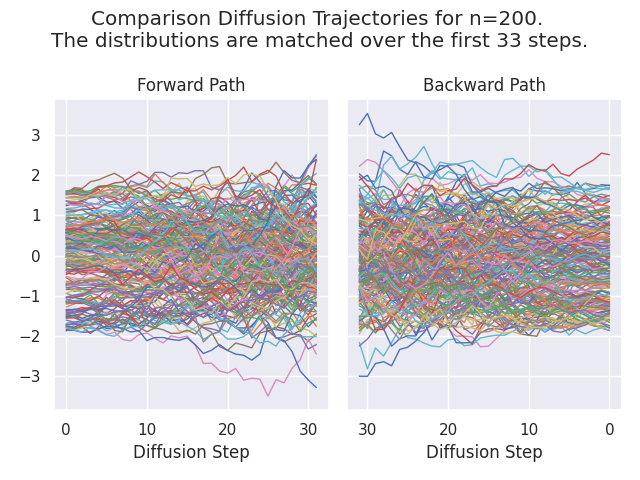 Comparison Diffusion Trajectories for n=200.
The distributions are matched over the first 33 steps.
Forward Path
Backward Path
3
2
1
0
−1
−2
−3
0 10 20 30
30 20 10 0
Diffusion Step
Diffusion Step